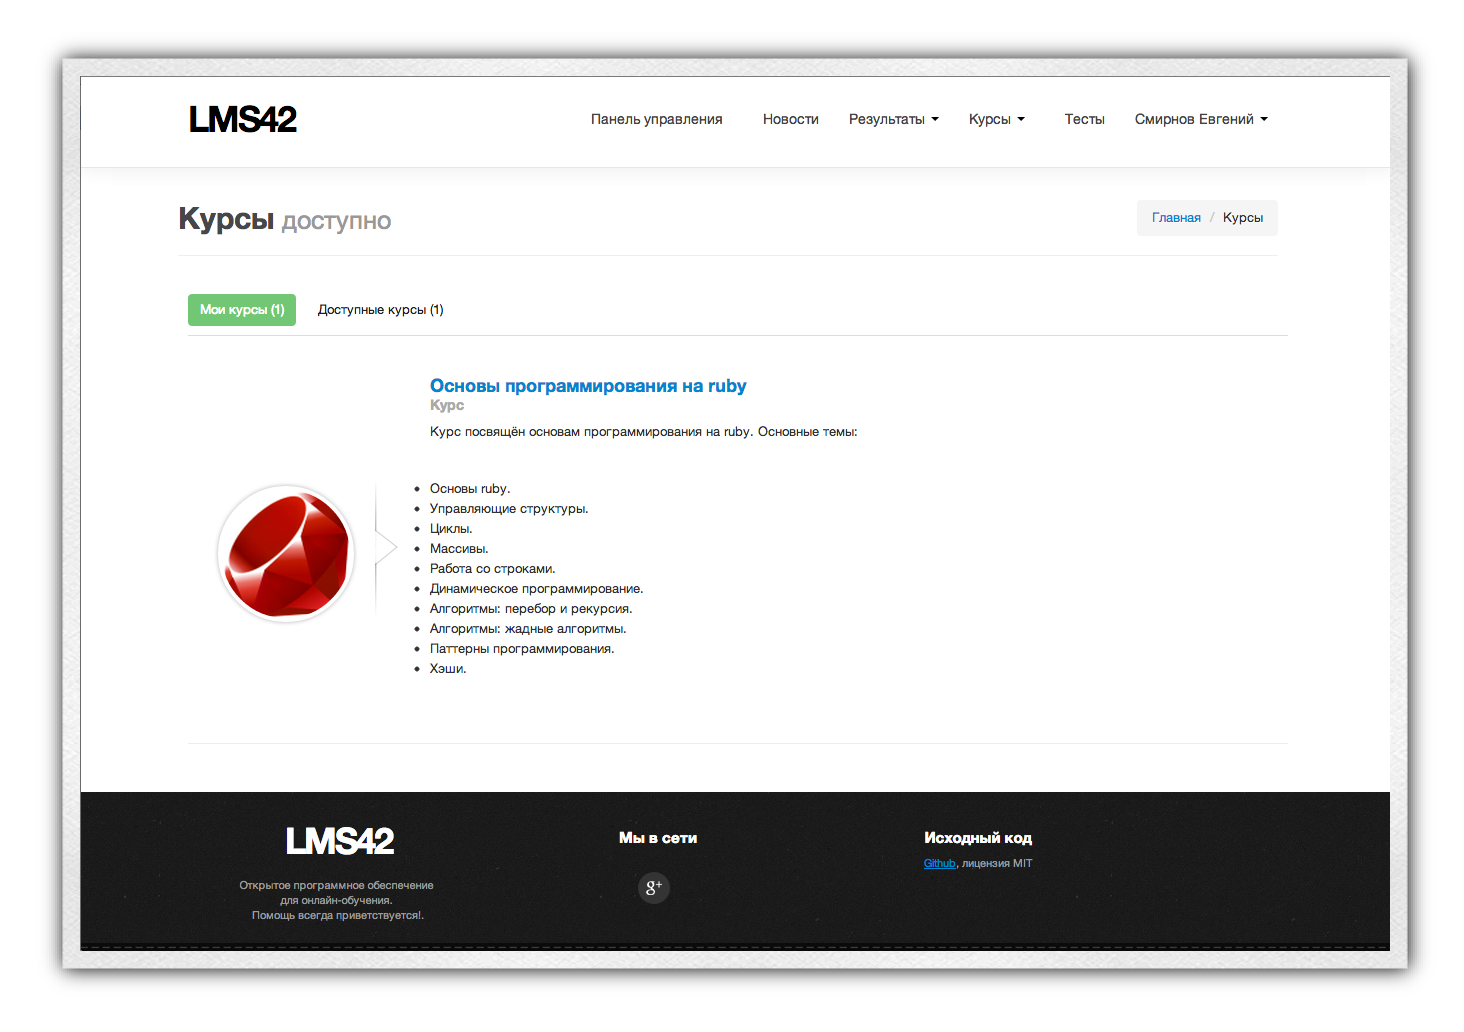 LMS42
Панель управления Новости Результаты Курсы Тесты Смирнов Евгений
Курсы доступно
Главная / Курсы
Мои курсы (1) Доступные курсы (1)
Основы программирования на ruby
Курс
Курс посвящён основам программирования на ruby. Основные темы:
Основы ruby.
Управляющие структуры.
Циклы.
Массивы.
Работа со строками.
Динамическое программирование.
Алгоритмы: перебор и рекурсия.
Алгоритмы: жадные алгоритмы.
Паттерны программирования.
Хэши.
LMS42
Открытое программное обеспечение
для онлайн-обучения.
Помощь всегда приветствуется!.
Мы в сети
g+
Исходный код
Github, лицензия MIT